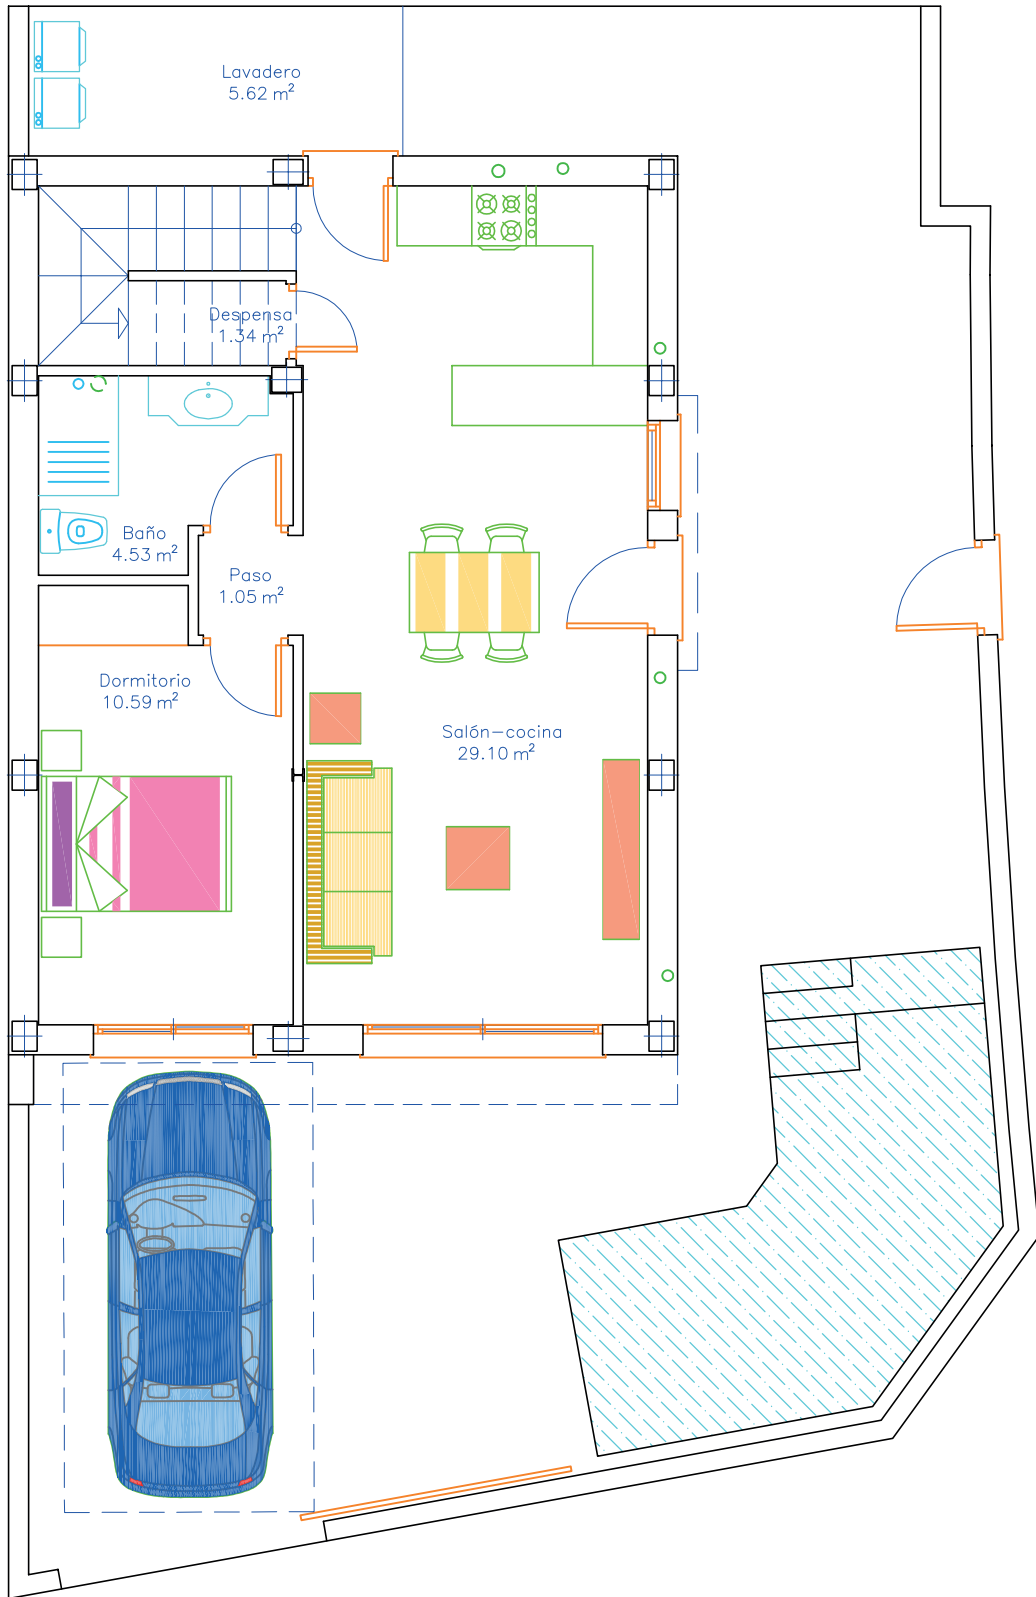 Lavadero
5.62 m²
Despensa
1.34 m²
Baño
4.53 m²
Paso
1.05 m²
Dormitorio
10.59 m²
Salón-cocina
29.10 m²